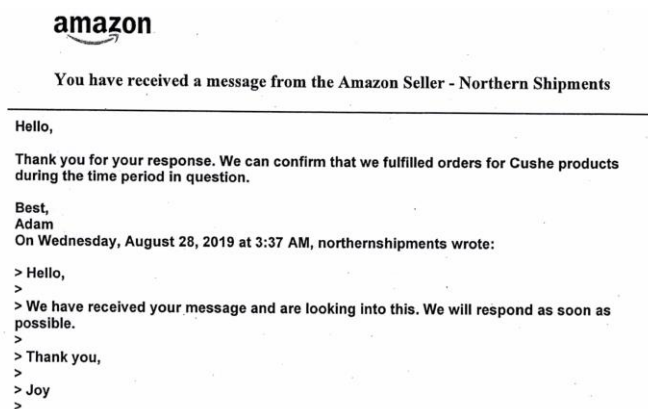 amazon
You have received a message from the Amazon Seller - Northern Shipments
Hello,
Thank you for your response. We can confirm that we fulfilled orders for Cushe products
during the time period in question.
Best,
Adam
On Wednesday, August 28, 2019 at 3:37 AM, northernshipments wrote:
> Hello,
>
> We have received your message and are looking into this. We will respond as soon as
possible.
>
> Thank you,
>
> Joy
>